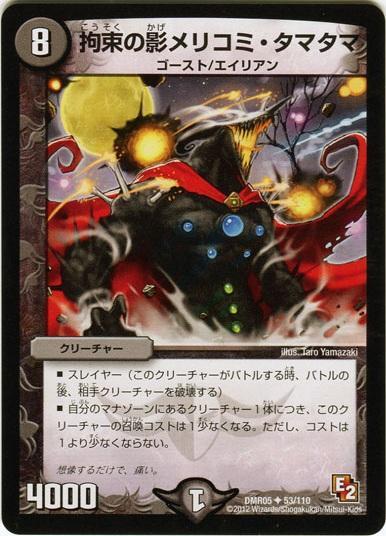 8
こうそく かげ
拘束の影メリコミ・タマタマ
ゴースト/エイリアン
illus. Taro Yamazaki
クリーチャー
■ スレイヤー（このクリーチャーがバトルする時、バトルの
後、相手クリーチャーを破壊する）
■ 自分のマナゾーンにあるクリーチャー1体につき、このク
リーチャーの召喚コストは1少なくなる。ただし、コストは
1より少なくならない。
想像するだけで、痛い。
4000
1
DMR05 ◆ 53/110
©2012 Wizards/Shogakukan/Mitsui-Kids
E2